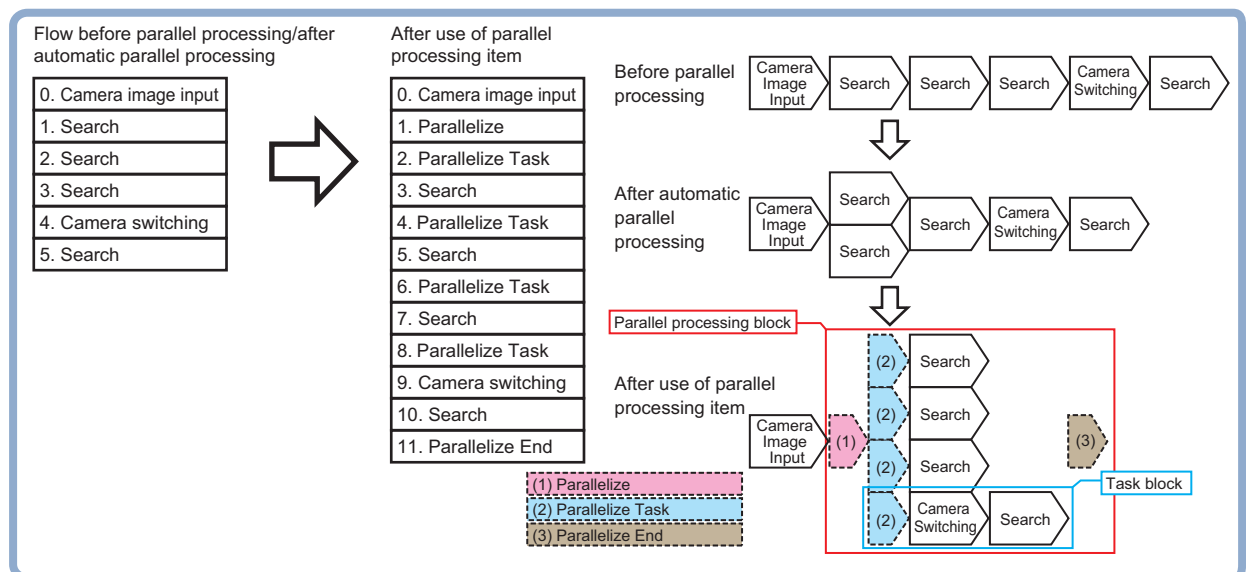 Flow before parallel processing/after
automatic parallel processing
0. Camera image input
1. Search
2. Search
3. Search
4. Camera switching
5. Search
After use of parallel
processing item
0. Camera image input
1. Parallelize
2. Parallelize Task
3. Search
4. Parallelize Task
5. Search
6. Parallelize Task
7. Search
8. Parallelize Task
9. Camera switching
10. Search
11. Parallelize End
Before parallel
processing
Camera
Image
Input
Search
Search
Search
Camera
Switching
Search
After automatic
parallel
processing
Camera
Image
Input
Search
Search
Search
Camera
Switching
Search
Parallel processing block
After use of parallel
processing item
Camera
Image
Input
(1)
(2)
Search
(2)
Search
(2)
Search
(2)
Camera
Switching
Search
(3)
Task block
(1) Parallelize
(2) Parallelize Task
(3) Parallelize End